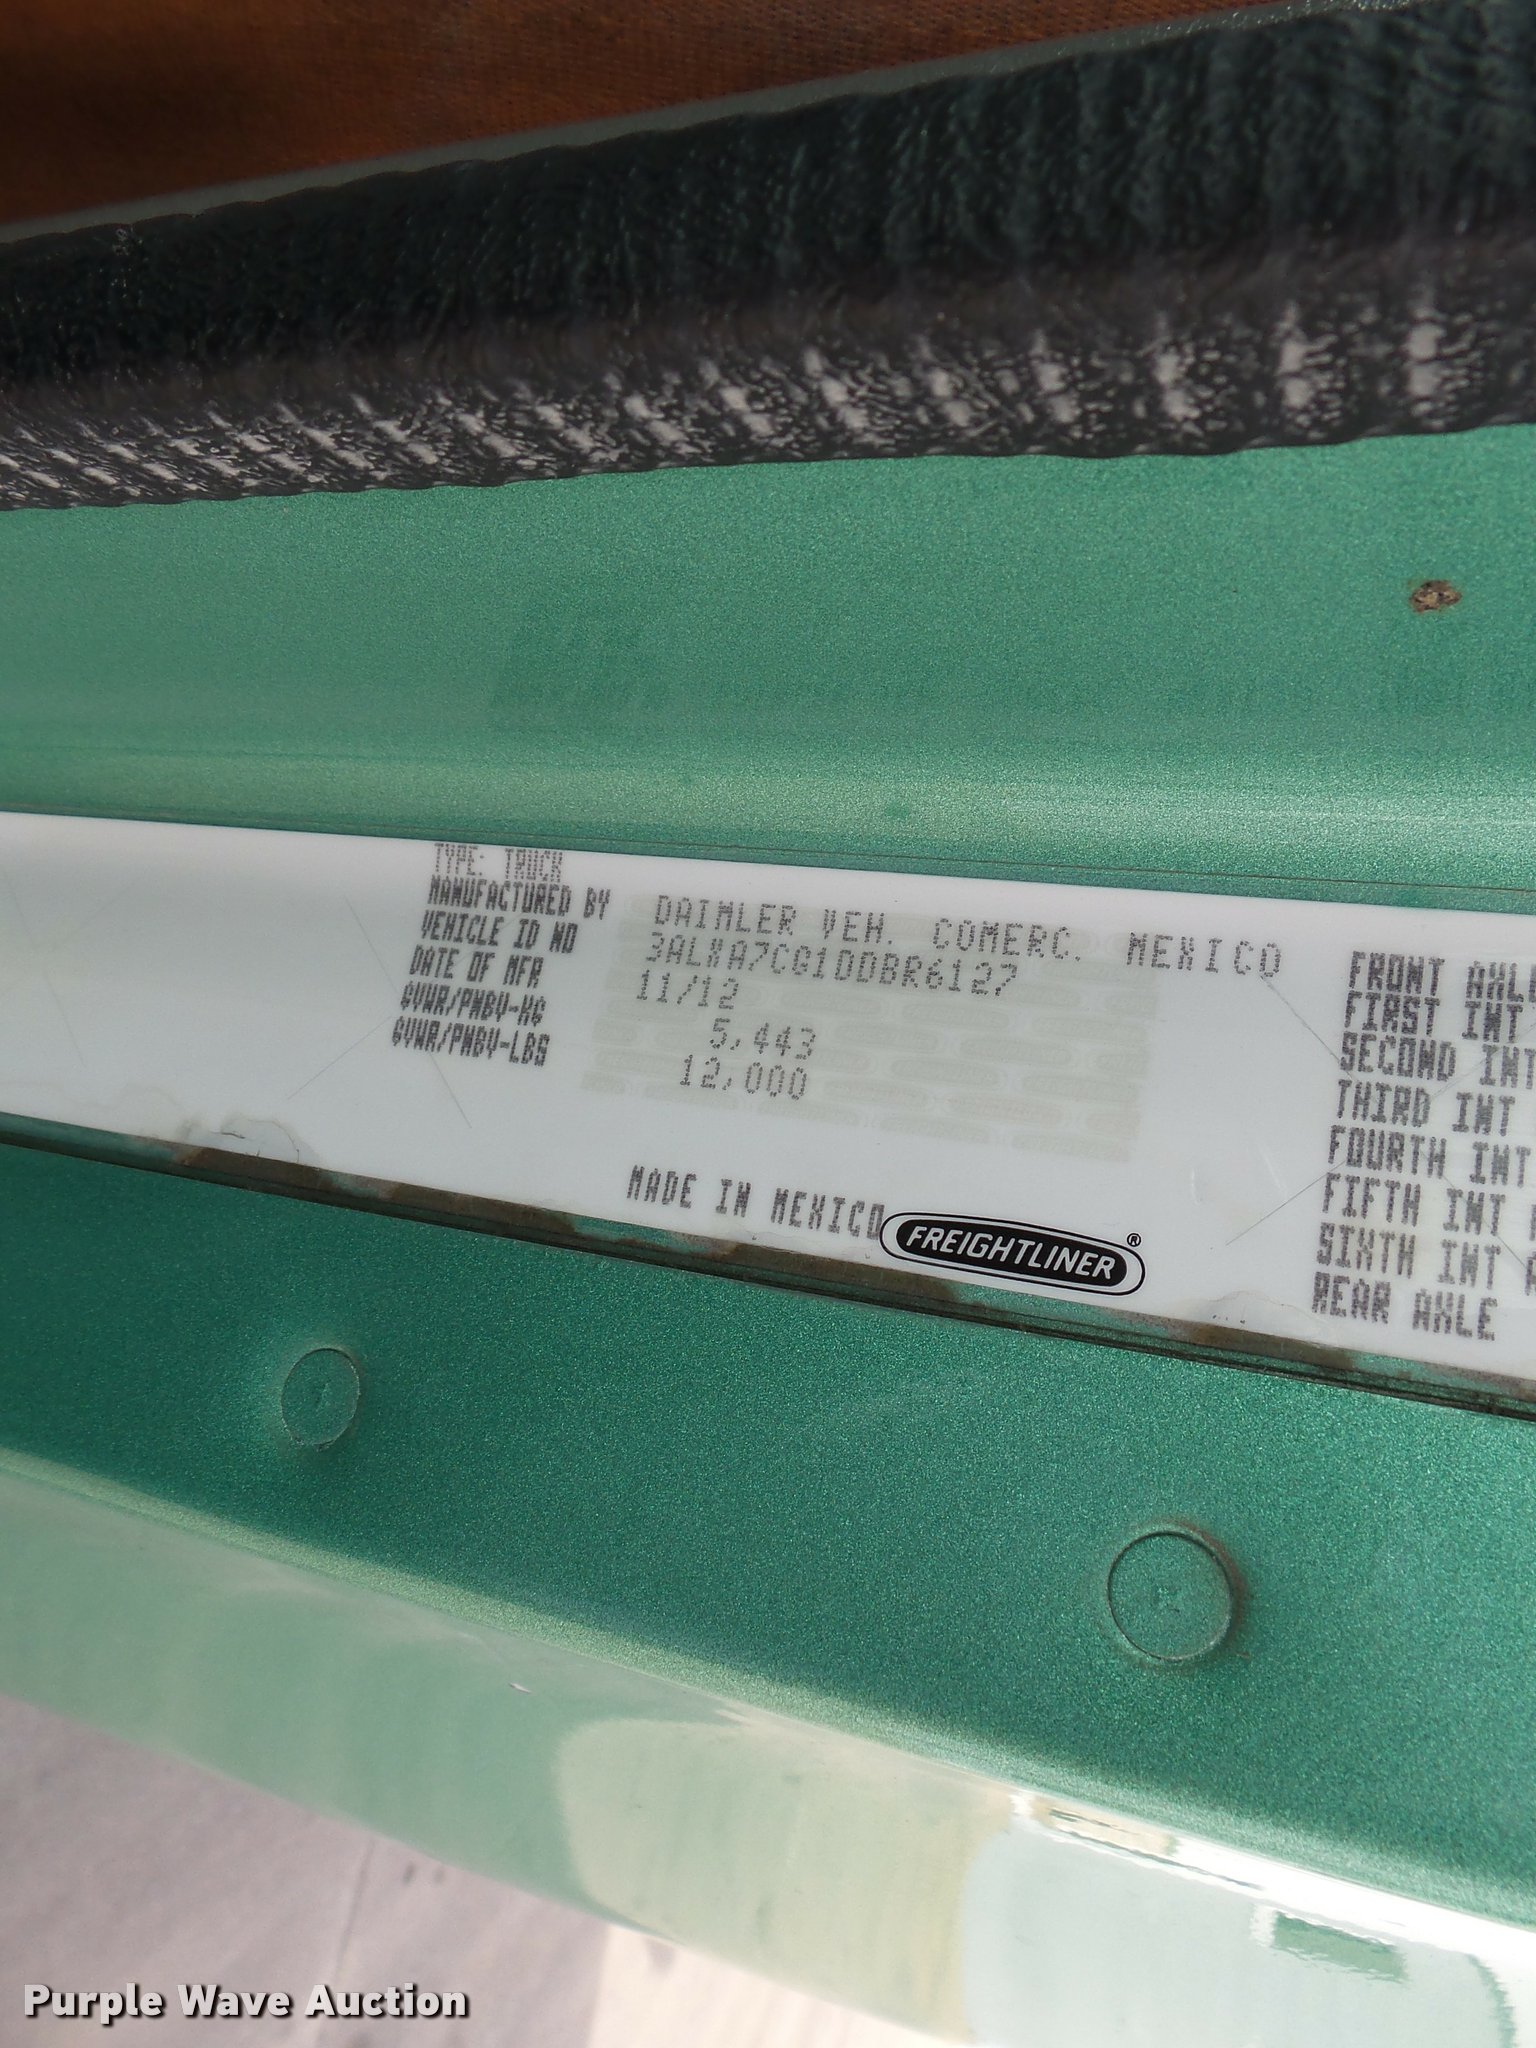 TYPE: TRUCK
MANUFACTURED BY DAIMLER VEH. COMERC. MEXICO
VEHICLE ID NO 3ALXA7CG1DDBR6127
DATE OF MFR 11/12
GVWR/PNBV-KG 5,443
GVWR/PNBV-LBS 12,000
MADE IN MEXICO
FREIGHTLINER®
FRONT AXLE
FIRST INT
SECOND INT
THIRD INT
FOURTH INT
FIFTH INT
SIXTH INT
REAR AXLE
Purple Wave Auction